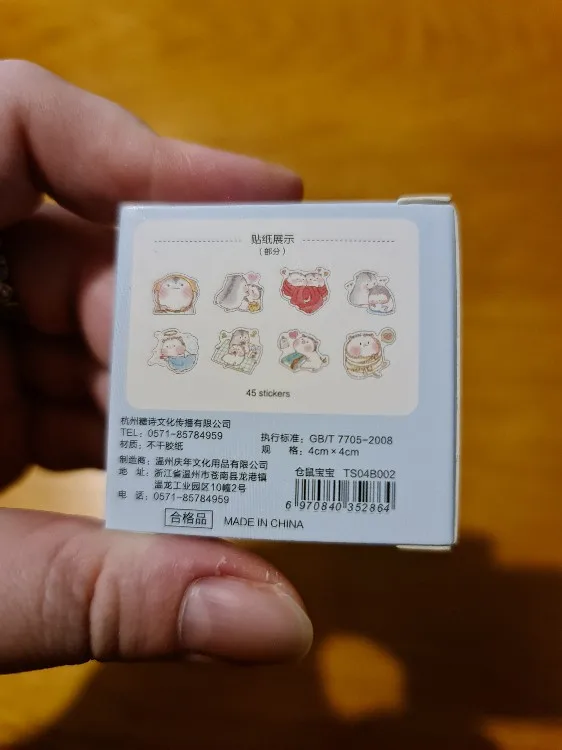 贴纸展示
(部分)
45 stickers
杭州糖诗文化传播有限公司
TEL: 0571-85784959
材质: 不干胶纸
执行标准: GB/T 7705-2008
规 格: 4cm×4cm
制造商: 温州庆年文化用品有限公司
地 址: 浙江省温州市苍南县龙港镇
温龙工业园区10幢2号
电 话: 0571-85784959
仓鼠宝宝 TS04B002
6 970840 352864
合格品 MADE IN CHINA